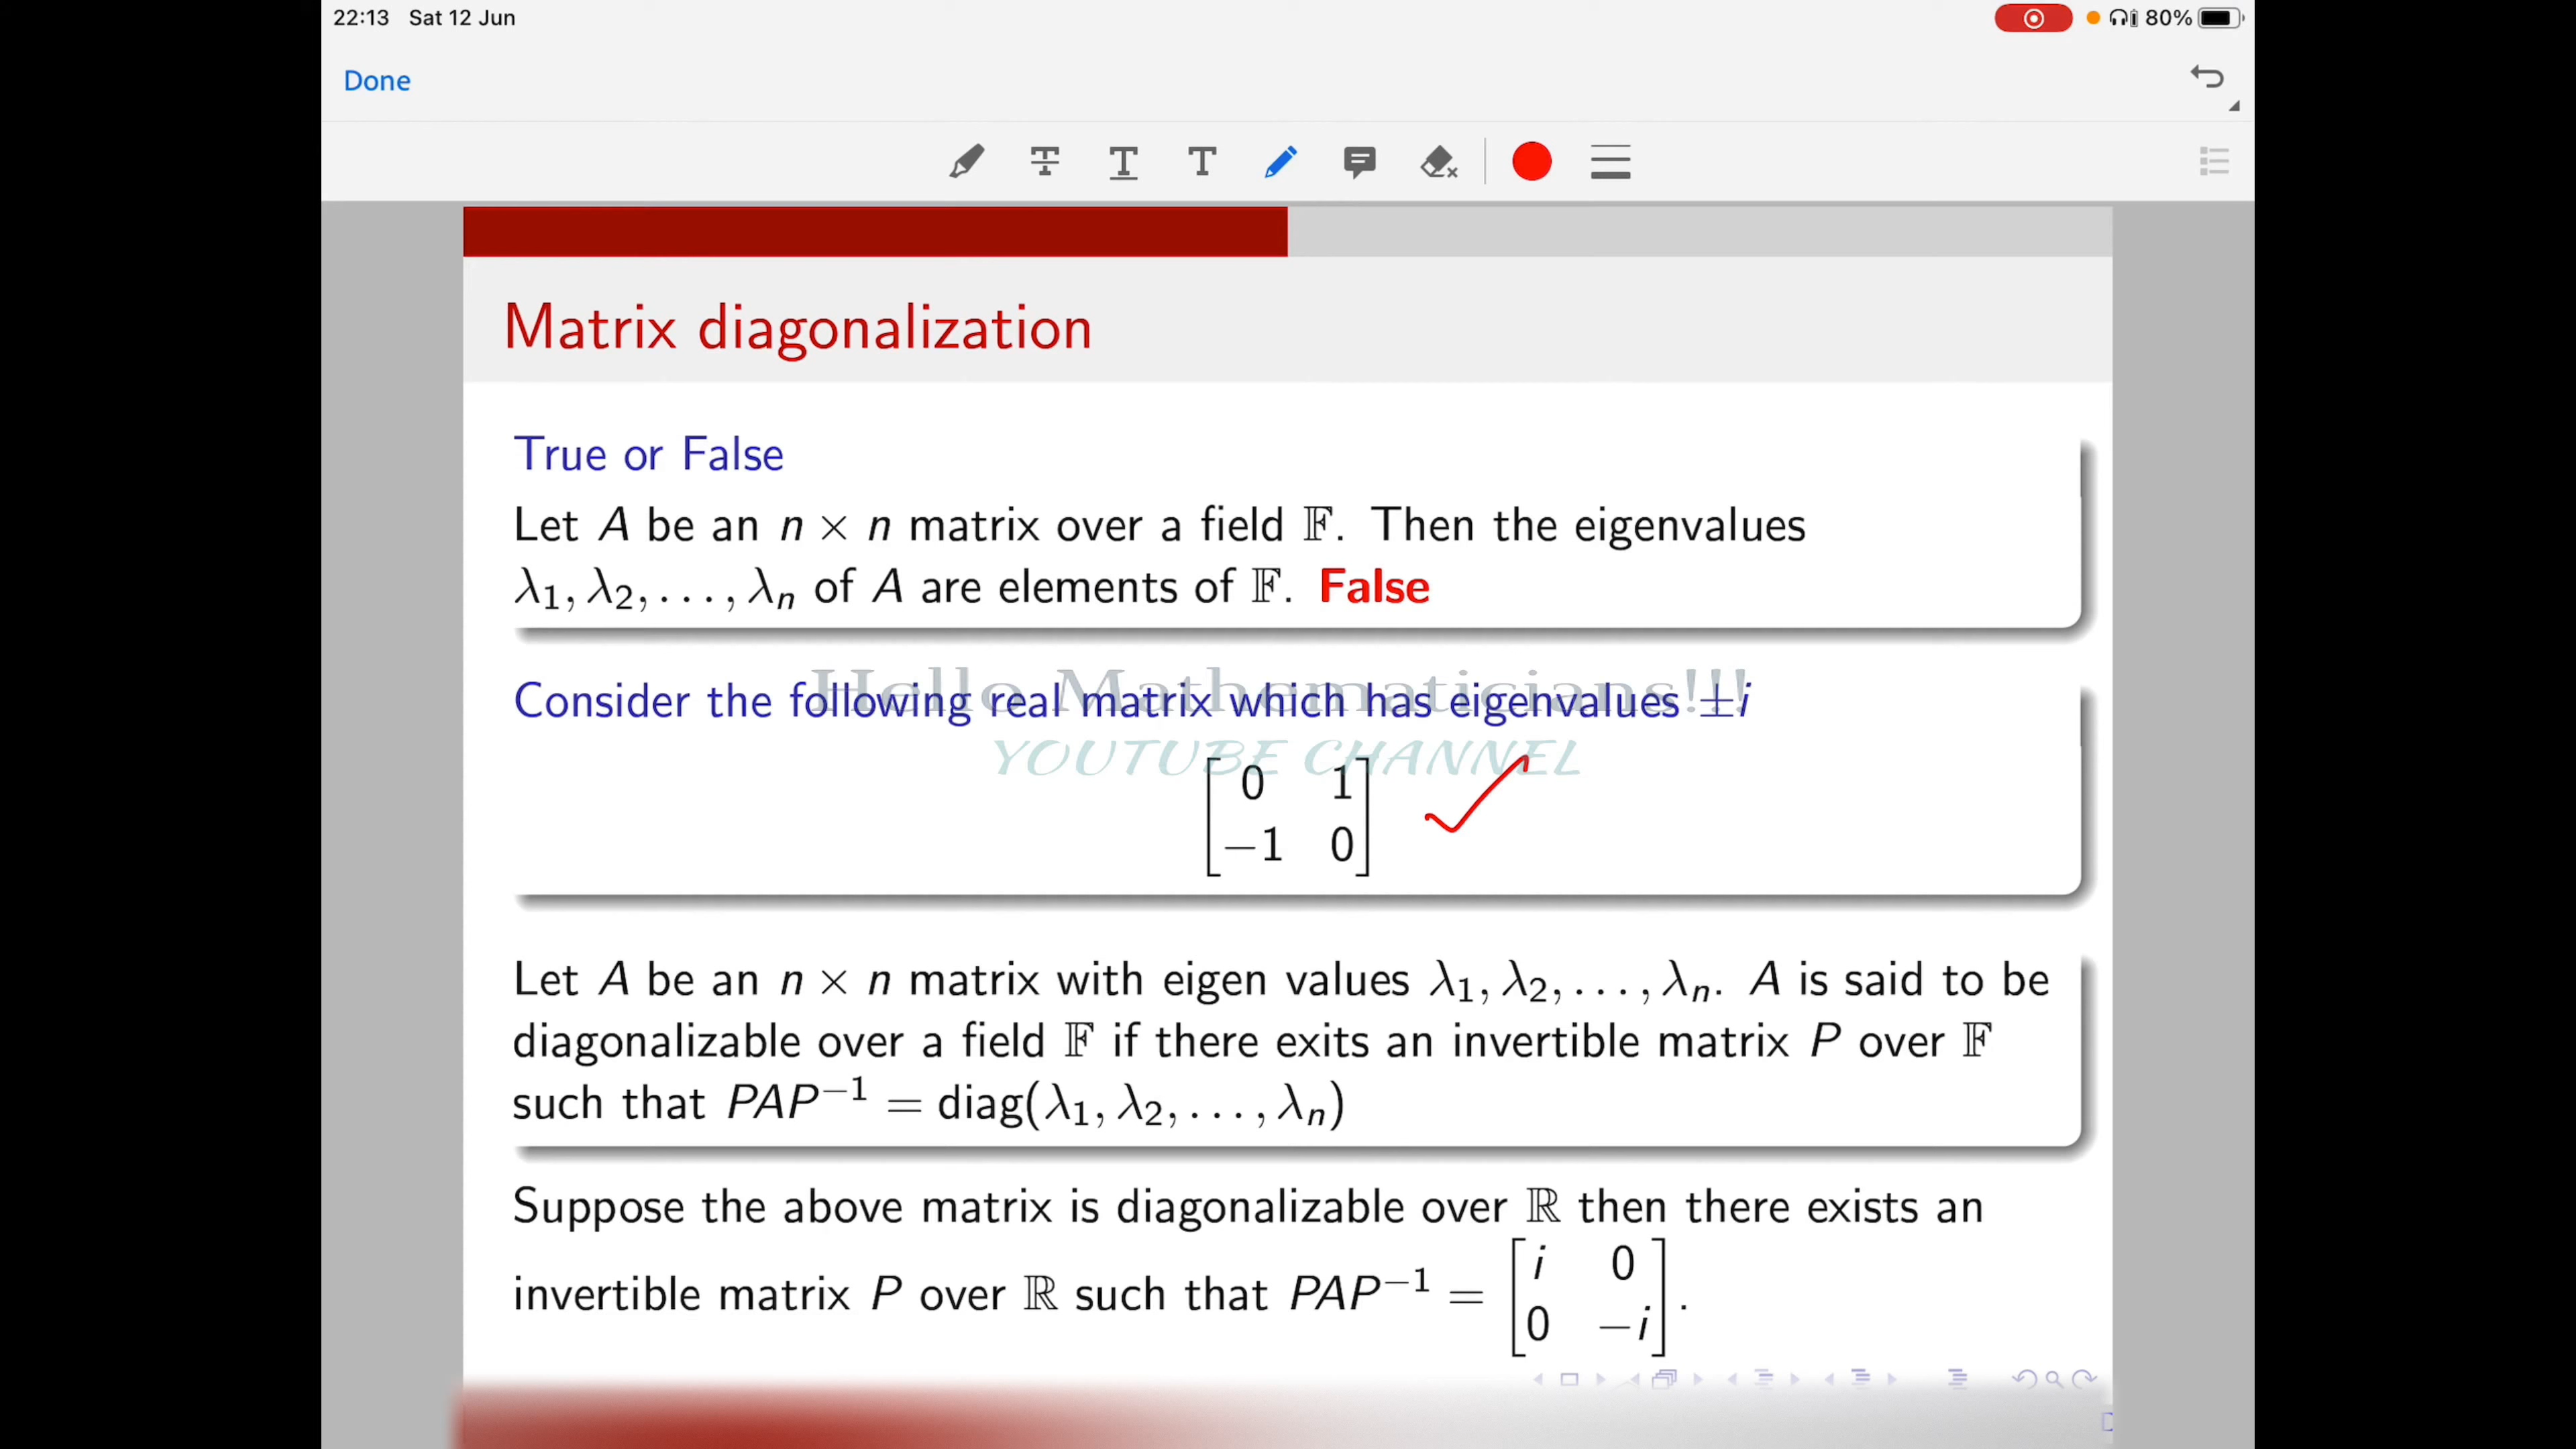 22:13 Sat 12 Jun
80%
Done
Matrix diagonalization
True or False
Let A be an n × n matrix over a field 𝔽. Then the eigenvalues
λ₁, λ₂, . . . , λₙ of A are elements of 𝔽. False
Hello Mathematicians!!!
Consider the following real matrix which has eigenvalues ±i
YOUTUBE CHANNEL
0 1
−1 0
Let A be an n × n matrix with eigen values λ₁, λ₂, . . . , λₙ. A is said to be
diagonalizable over a field 𝔽 if there exits an invertible matrix P over 𝔽
such that PAP⁻¹ = diag(λ₁, λ₂, . . . , λₙ)
Suppose the above matrix is diagonalizable over ℝ then there exists an
invertible matrix P over ℝ such that PAP⁻¹ = [i 0
0 −i].